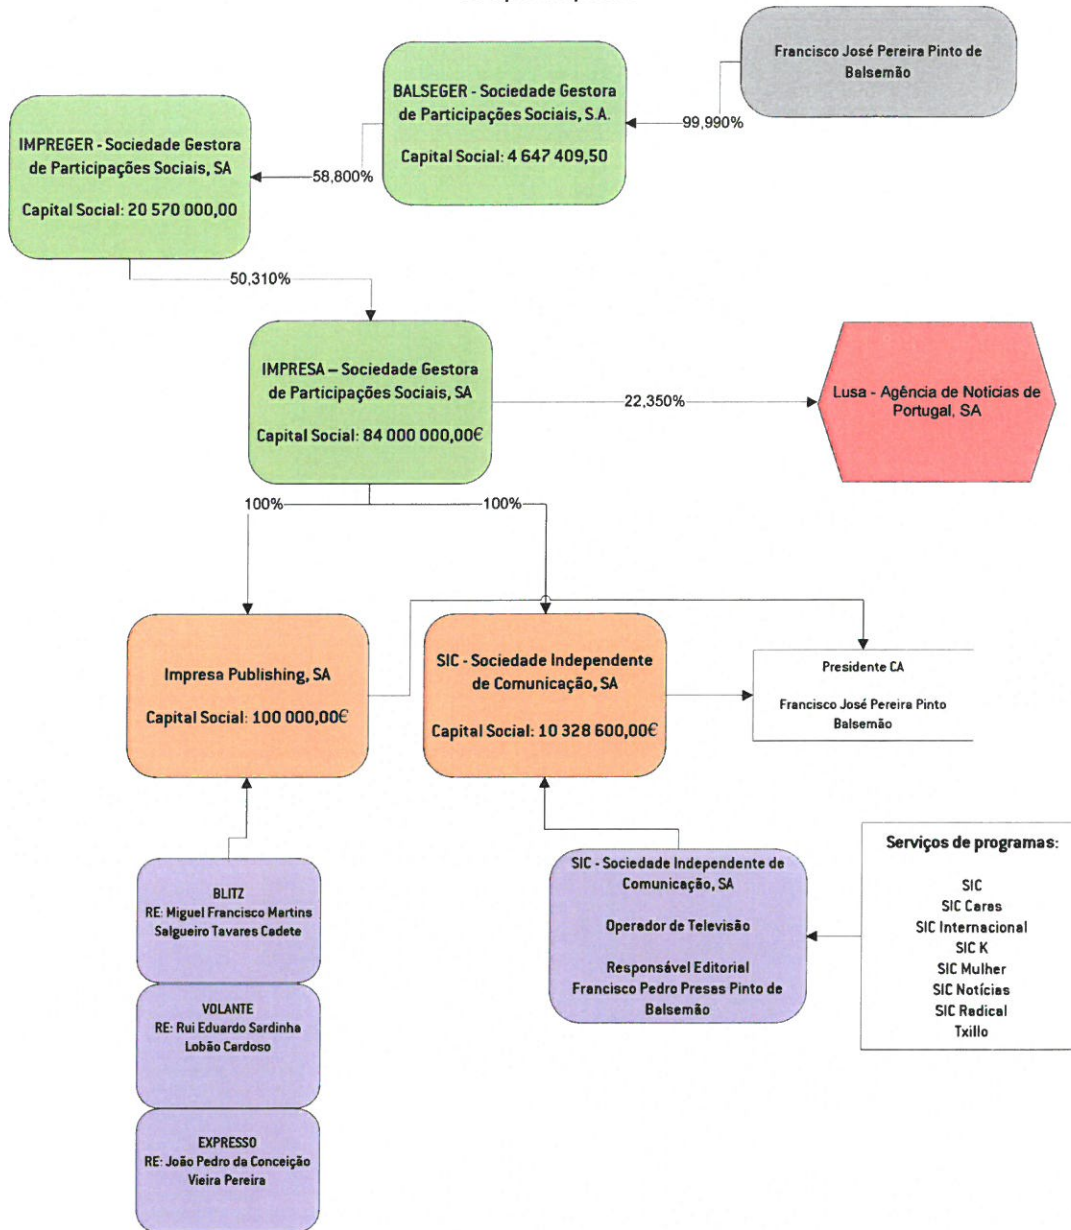 Francisco José Pereira Pinto de
Balsemão
99,990%
BALSEGER - Sociedade Gestora
de Participações Sociais, S.A.
Capital Social: 4 647 409,50
58,800%
IMPREGER - Sociedade Gestora
de Participações Sociais, SA
Capital Social: 20 570 000,00
50,310%
IMPRESA – Sociedade Gestora
de Participações Sociais, SA
Capital Social: 84 000 000,00€
22,350%
Lusa - Agência de Noticias de
Portugal, SA
100%
100%
Impresa Publishing, SA
Capital Social: 100 000,00€
SIC - Sociedade Independente
de Comunicação, SA
Capital Social: 10 328 600,00€
Presidente CA
Francisco José Pereira Pinto
Balsemão
BLITZ
RE: Miguel Francisco Martins
Salgueiro Tavares Cadete
VOLANTE
RE: Rui Eduardo Sardinha
Lobão Cardoso
EXPRESSO
RE: João Pedro da Conceição
Vieira Pereira
SIC - Sociedade Independente de
Comunicação, SA
Operador de Televisão
Responsável Editorial
Francisco Pedro Presas Pinto de
Balsemão
Serviços de programas:
SIC
SIC Caras
SIC Internacional
SIC K
SIC Mulher
SIC Notícias
SIC Radical
Txillo